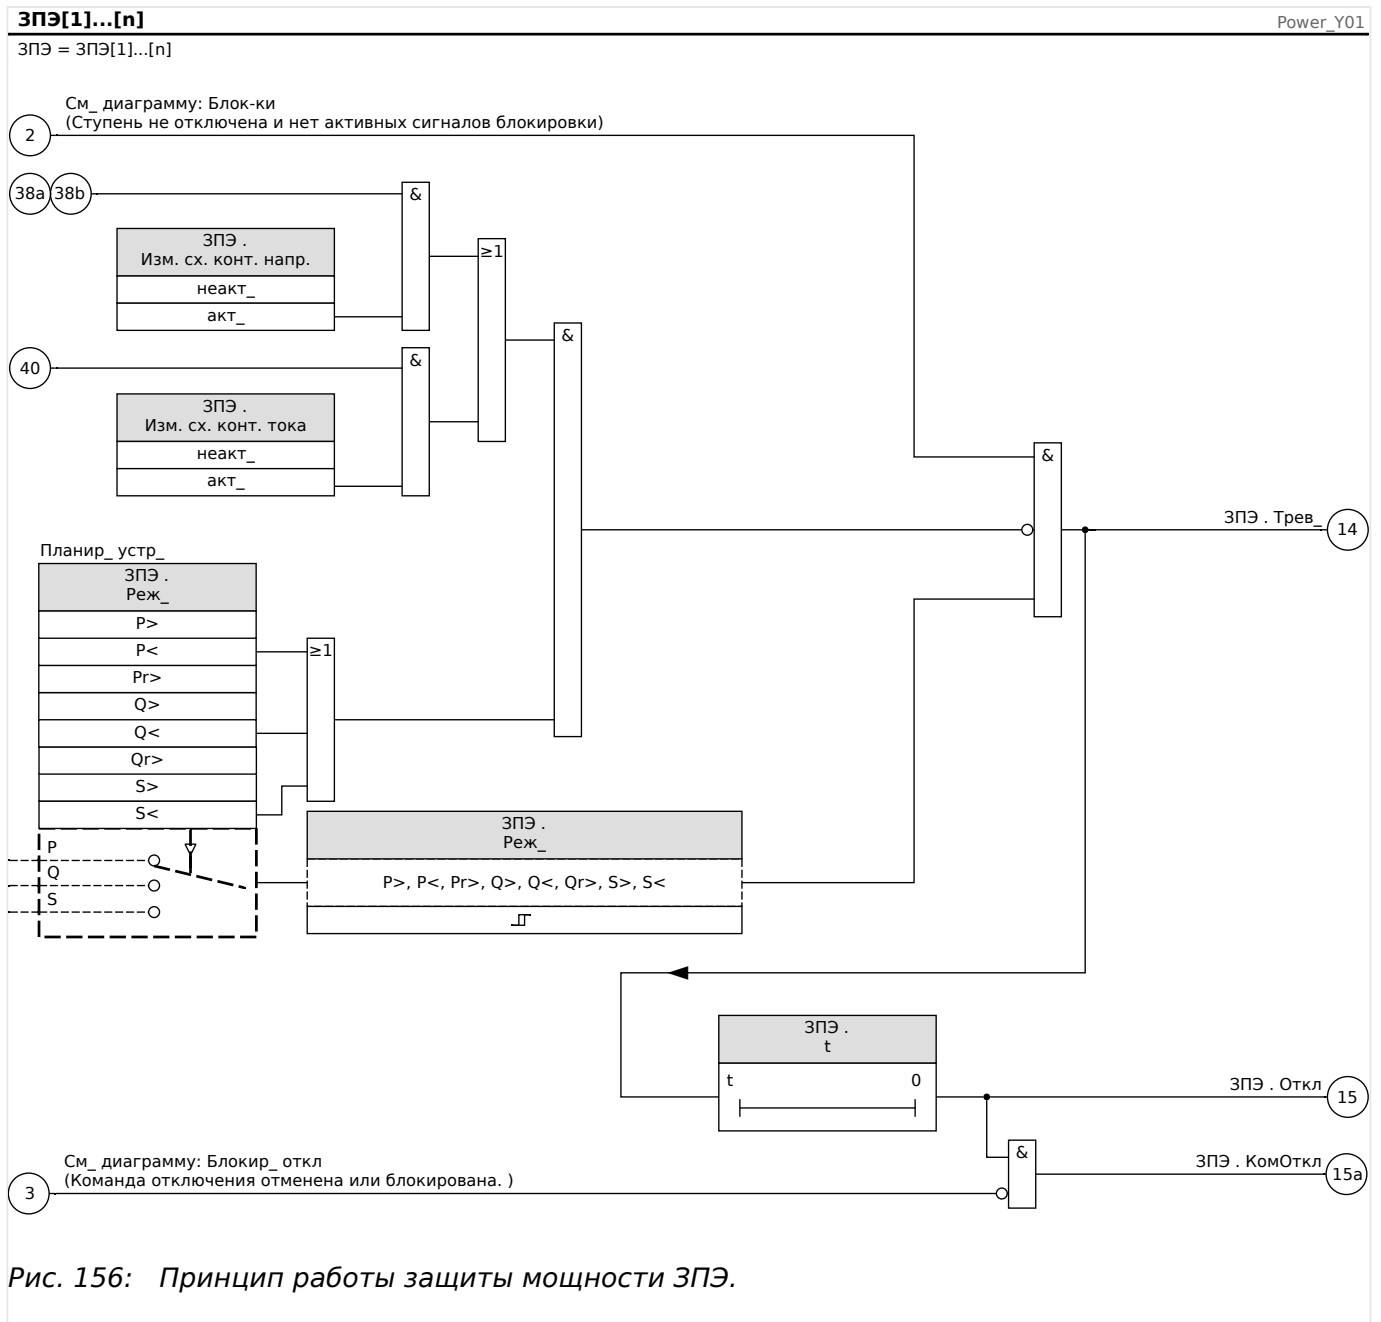 ЗПЭ[1]...[n]
Power_Y01
ЗПЭ = ЗПЭ[1]...[n]
См_ диаграмму: Блок-ки
(Ступень не отключена и нет активных сигналов блокировки)
2
38a 38b
&
ЗПЭ .
Изм. сх. конт. напр.
неакт_
акт_
≥1
&
40
&
ЗПЭ .
Изм. сх. конт. тока
неакт_
акт_
&
ЗПЭ . Трев_
14
Планир_ устр_
ЗПЭ .
Реж_
P>
P<
Pr>
Q>
Q<
Qr>
S>
S<
≥1
P
Q
S
ЗПЭ .
Реж_
P>, P<, Pr>, Q>, Q<, Qr>, S>, S<
ЗПЭ .
t
t 0
ЗПЭ . Откл
15
См_ диаграмму: Блокир_ откл
(Команда отключения отменена или блокирована. )
3
&
ЗПЭ . КомОткл
15a
Рис. 156: Принцип работы защиты мощности ЗПЭ.